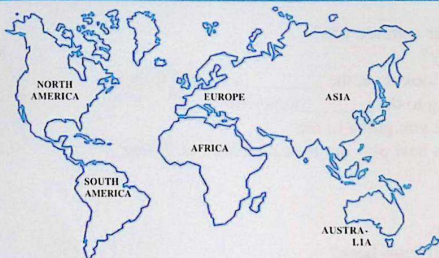 NORTH
AMERICA
EUROPE
ASIA
AFRICA
SOUTH
AMERICA
AUSTRA-
LIA